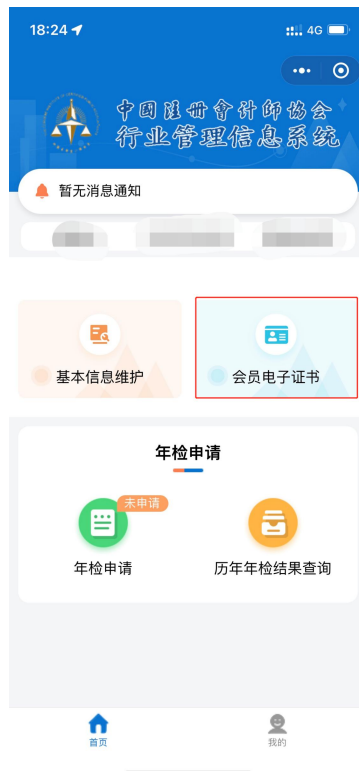 18:24
4G
中国注册会计师协会
行业管理信息系统
暂无消息通知
基本信息维护
会员电子证书
年检申请
未申请
年检申请
历年年检结果查询
首页
我的